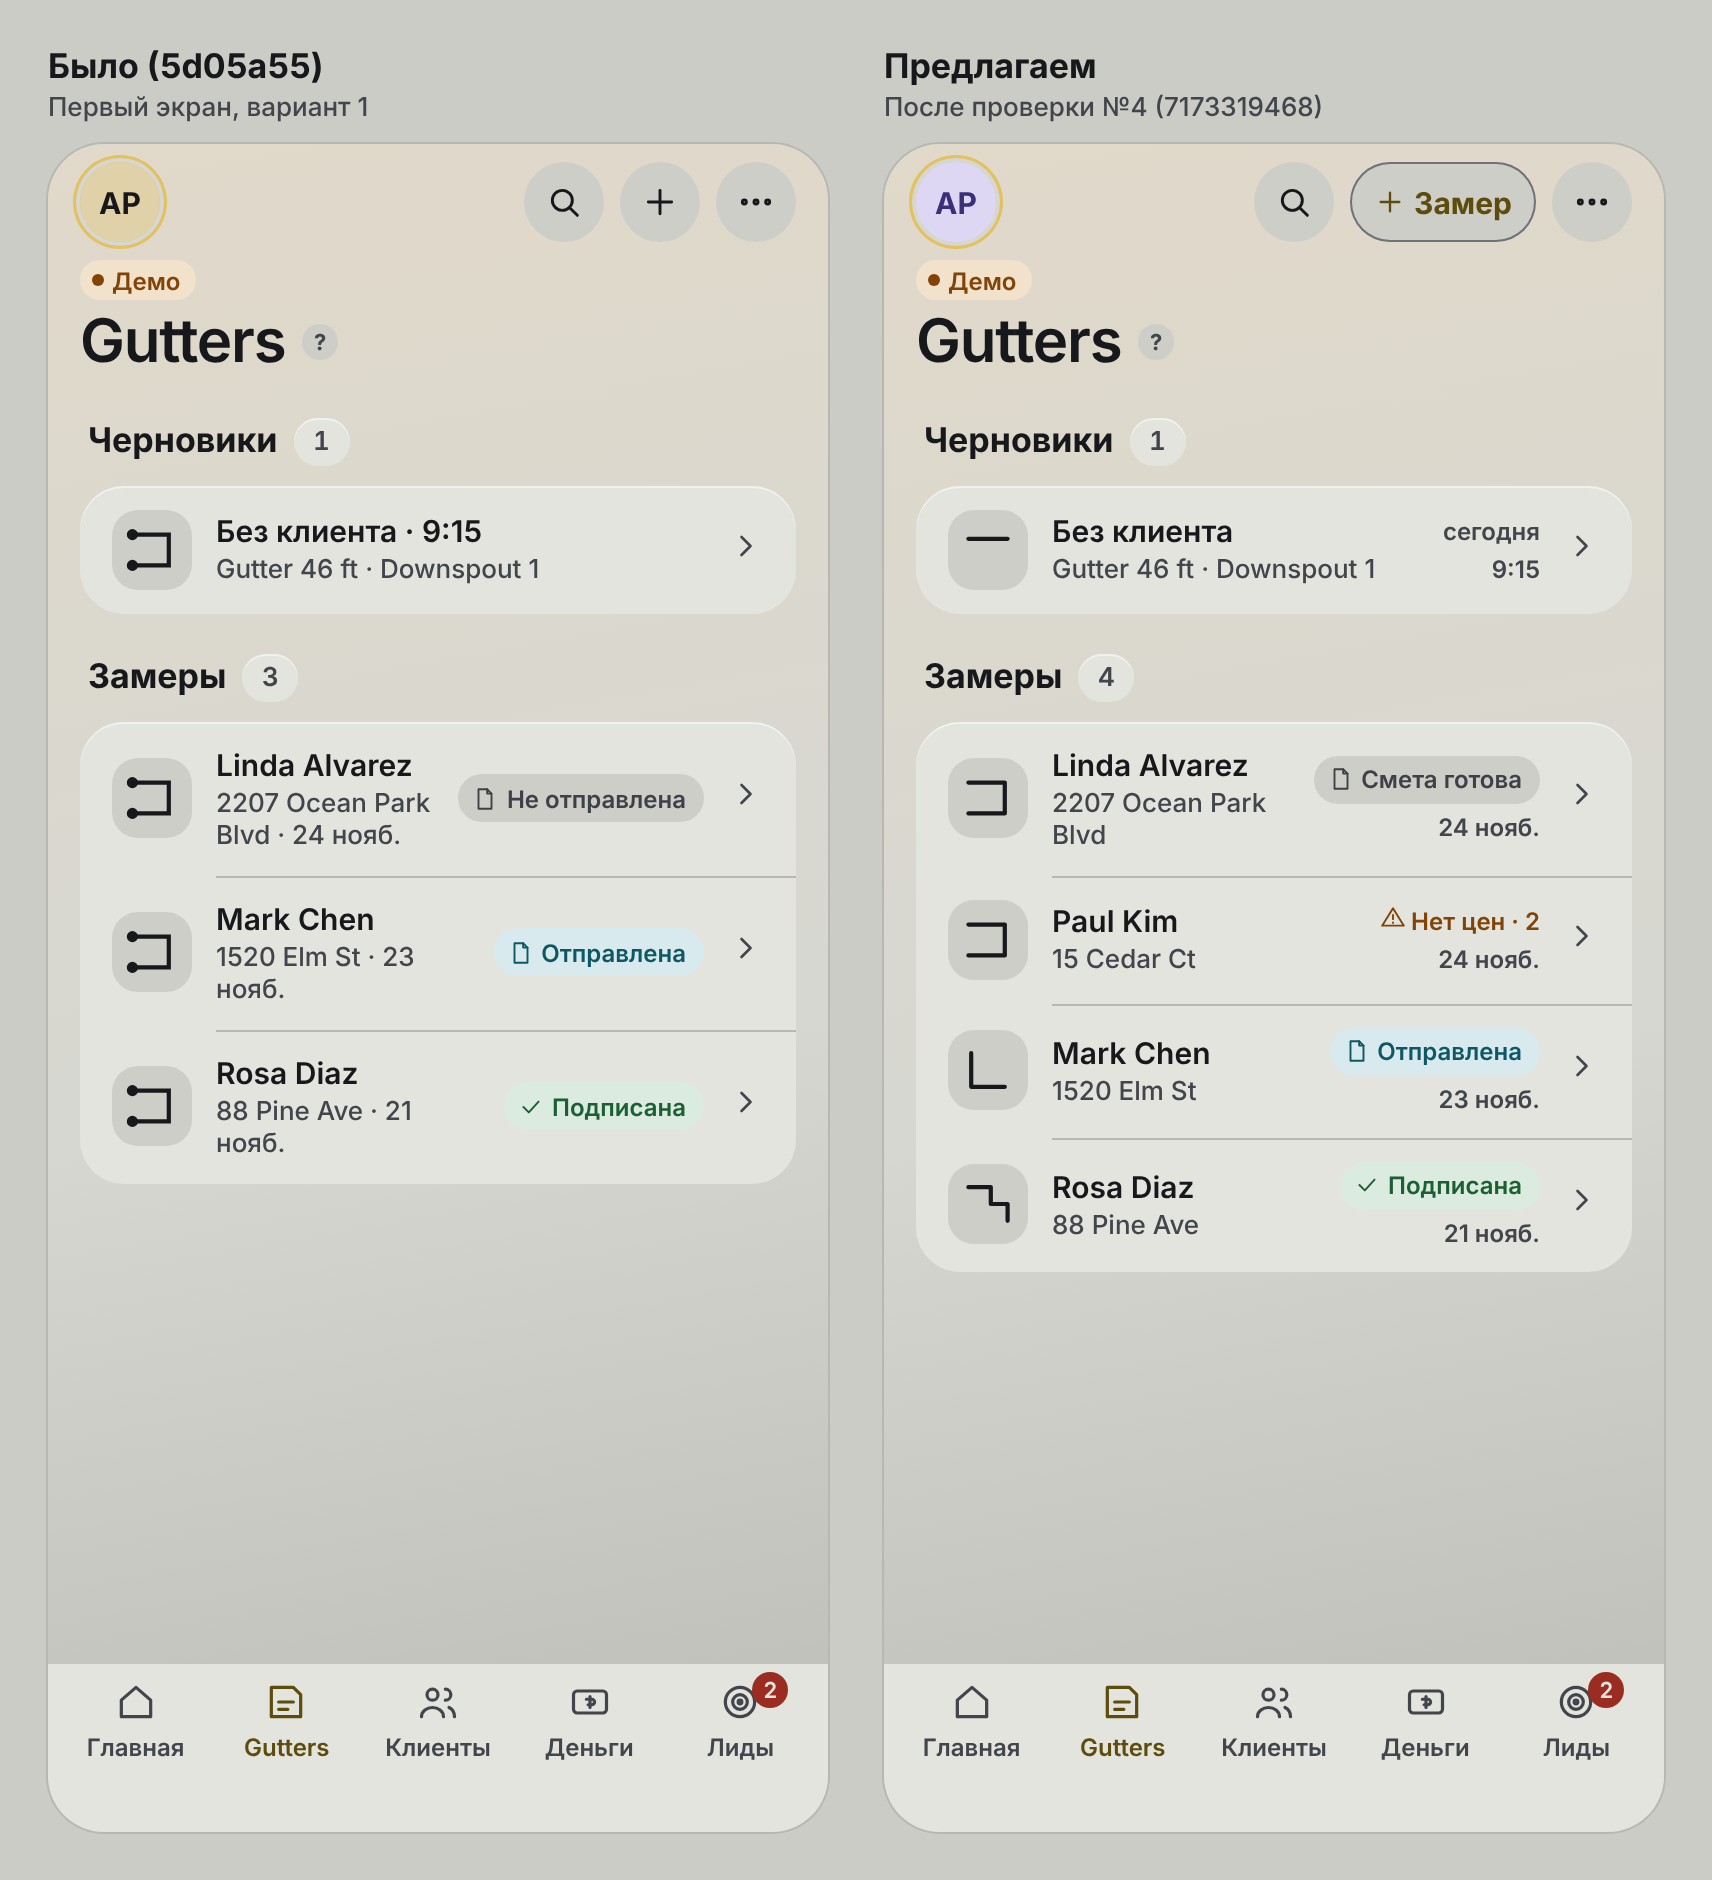 Было (5d05a55)
Первый экран, вариант 1
AP
Демо
Gutters ?
Черновики 1
Без клиента · 9:15
Gutter 46 ft · Downspout 1
Замеры 3
Linda Alvarez
2207 Ocean Park
Blvd · 24 нояб.
Не отправлена
Mark Chen
1520 Elm St · 23
нояб.
Отправлена
Rosa Diaz
88 Pine Ave · 21
нояб.
Подписана
Главная
Gutters
Клиенты
Деньги
Лиды
2
Предлагаем
После проверки №4 (7173319468)
AP
+ Замер
Демо
Gutters ?
Черновики 1
Без клиента
Gutter 46 ft · Downspout 1
сегодня
9:15
Замеры 4
Linda Alvarez
2207 Ocean Park
Blvd
Смета готова
24 нояб.
Paul Kim
15 Cedar Ct
Нет цен · 2
24 нояб.
Mark Chen
1520 Elm St
Отправлена
23 нояб.
Rosa Diaz
88 Pine Ave
Подписана
21 нояб.
Главная
Gutters
Клиенты
Деньги
Лиды
2